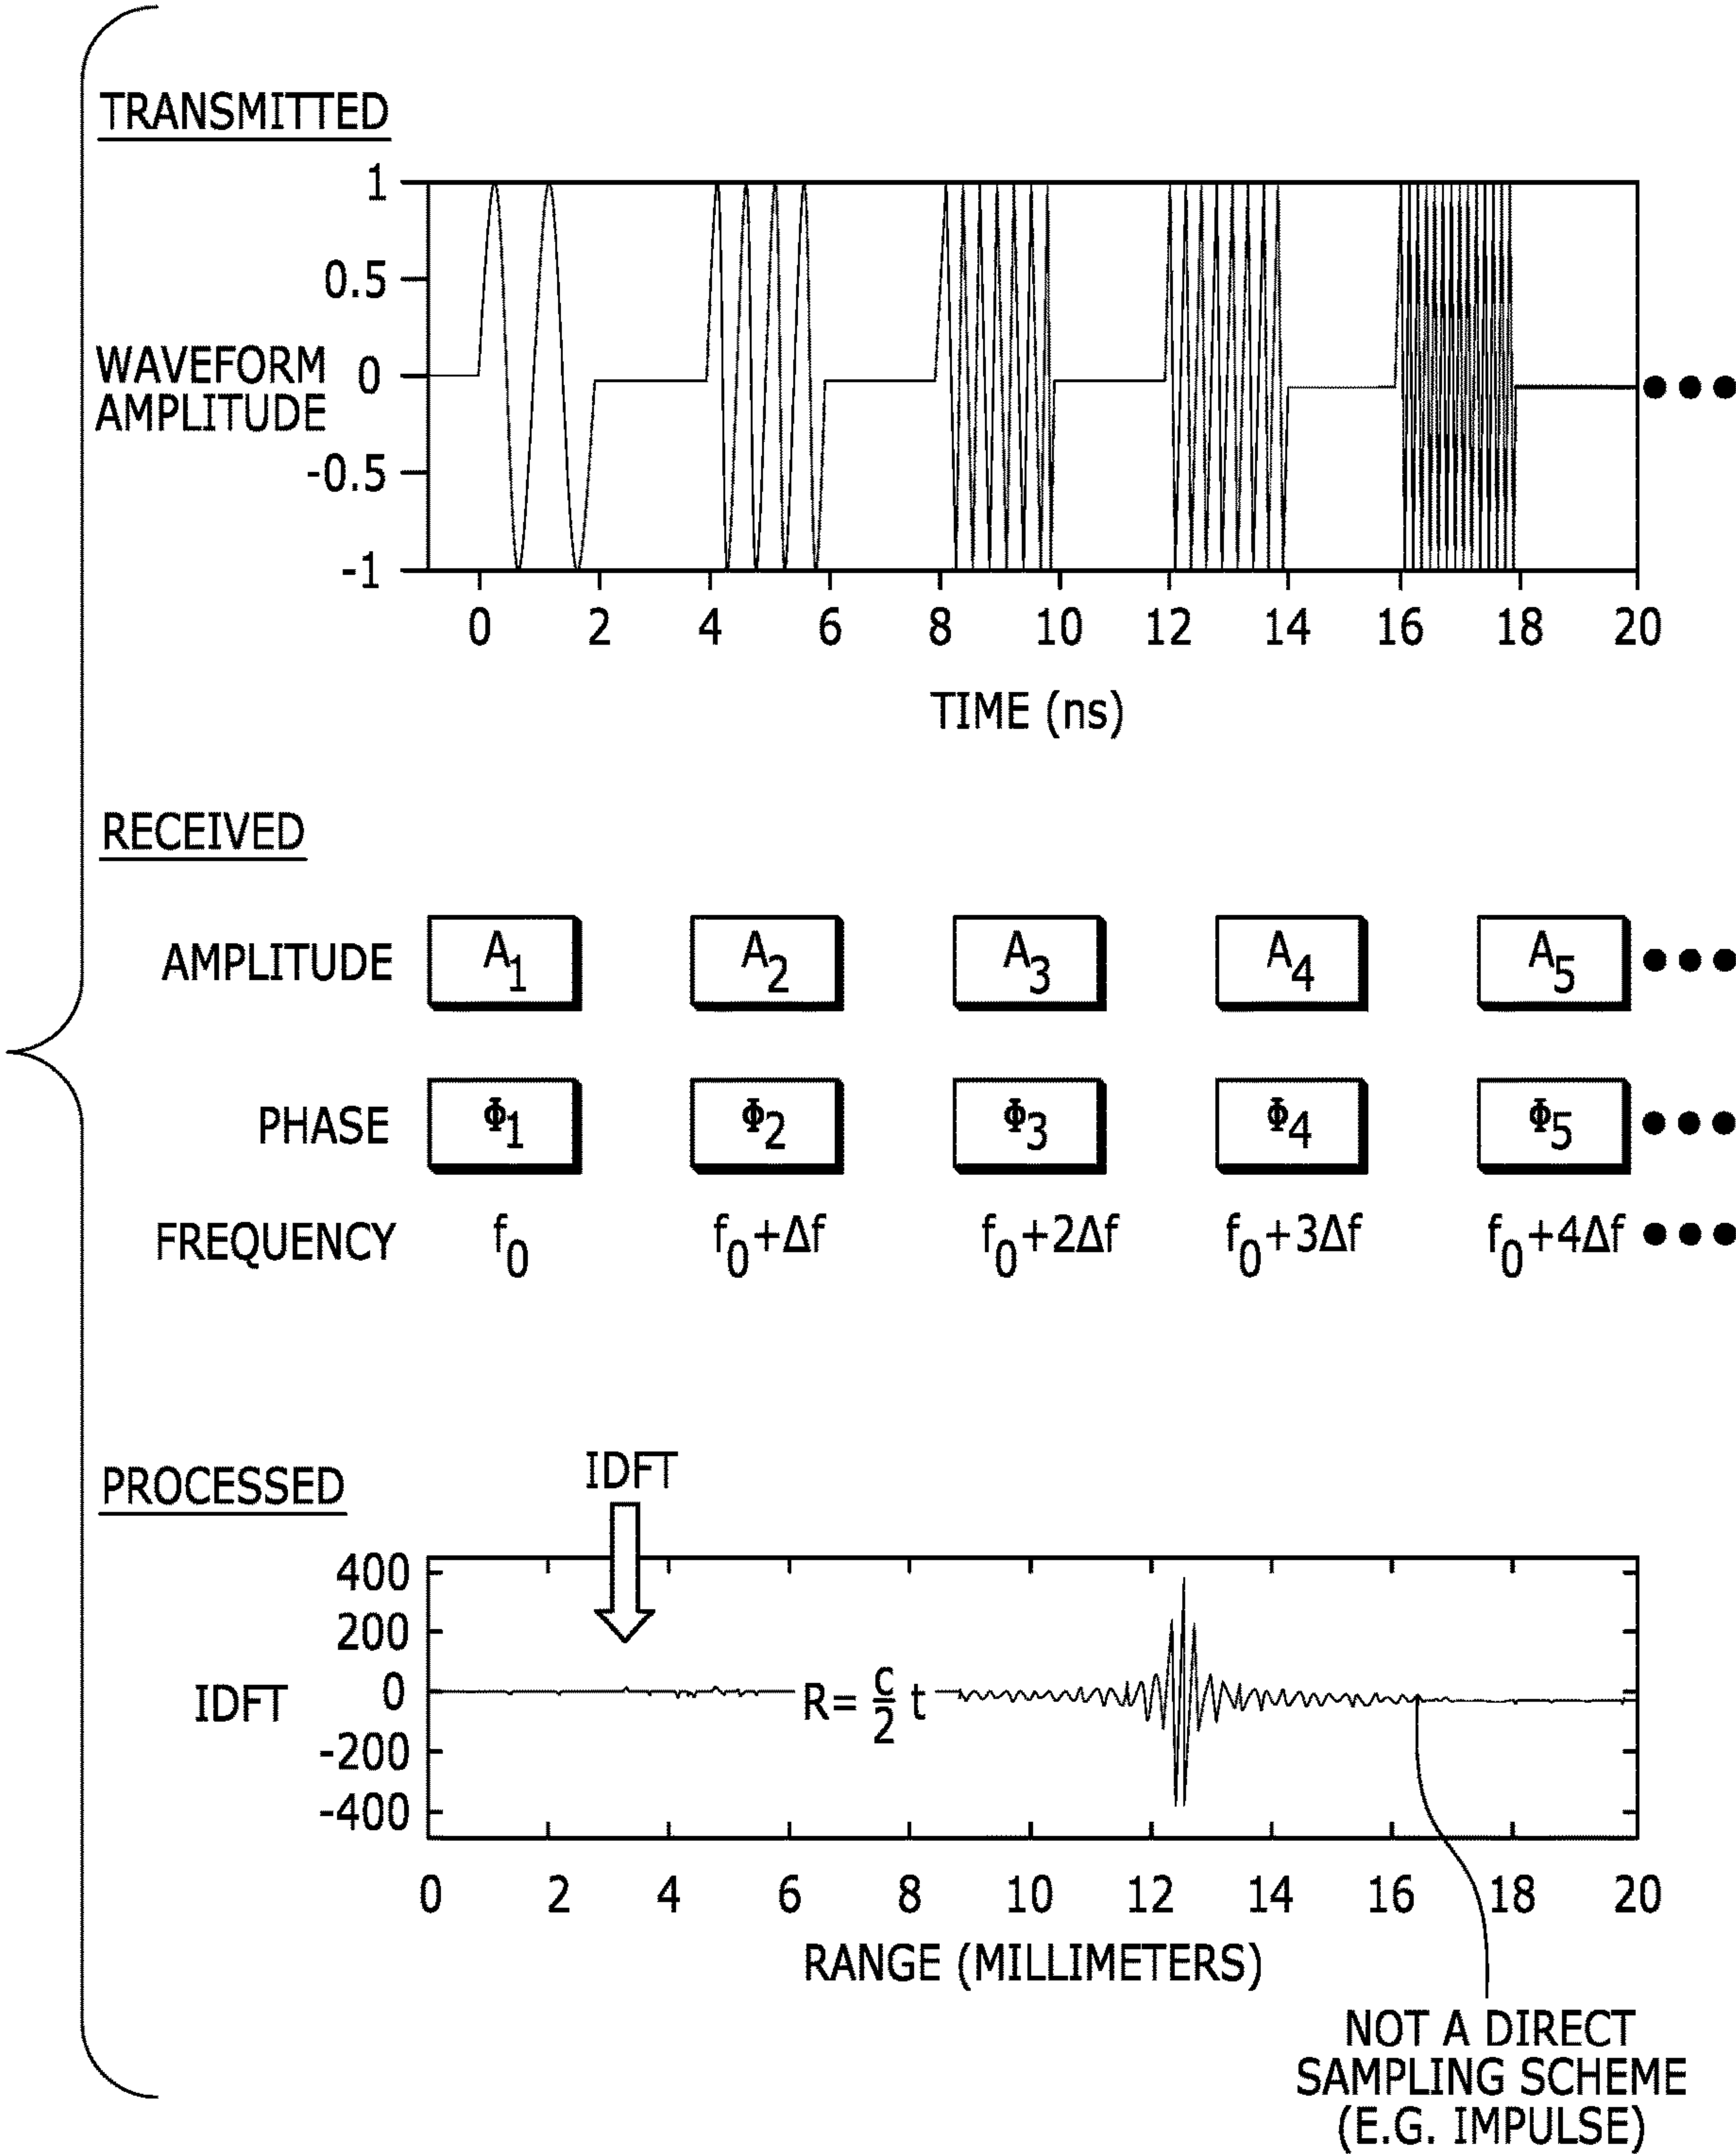 TRANSMITTED
1
0.5
WAVEFORM AMPLITUDE
0
-0.5
-1
0 2 4 6 8 10 12 14 16 18 20
TIME (ns)
RECEIVED
AMPLITUDE A1 A2 A3 A4 A5
PHASE Φ1 Φ2 Φ3 Φ4 Φ5
FREQUENCY f0 f0+Δf f0+2Δf f0+3Δf f0+4Δf
PROCESSED
IDFT
400
200
IDFT
0
-200
-400
R= c/2 t
0 2 4 6 8 10 12 14 16 18 20
RANGE (MILLIMETERS)
NOT A DIRECT
SAMPLING SCHEME
(E.G. IMPULSE)